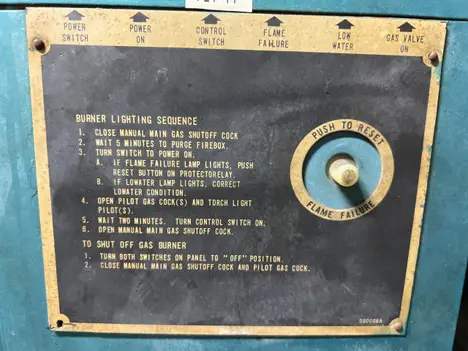 POWER SWITCH
POWER ON
CONTROL SWITCH
FLAME FAILURE
LOW WATER
GAS VALVE ON
BURNER LIGHTING SEQUENCE
1. CLOSE MANUAL MAIN GAS SHUTOFF COCK
2. WAIT 5 MINUTES TO PURGE FIREBOX.
3. TURN SWITCH TO POWER ON.
A. IF FLAME FAILURE LAMP LIGHTS, PUSH
RESET BUTTON ON PROTECTORELAY.
B. IF LOWATER LAMP LIGHTS, CORRECT
LOWATER CONDITION.
4. OPEN PILOT GAS COCK(S) AND TORCH LIGHT
PILOT(S).
5. WAIT TWO MINUTES. TURN CONTROL SWITCH ON.
6. OPEN MANUAL MAIN GAS SHUTOFF COCK.
TO SHUT OFF GAS BURNER
1. TURN BOTH SWITCHES ON PANEL TO "OFF" POSITION.
2. CLOSE MANUAL MAIN GAS SHUTOFF COCK AND PILOT GAS COCK.
PUSH TO RESET
FLAME FAILURE